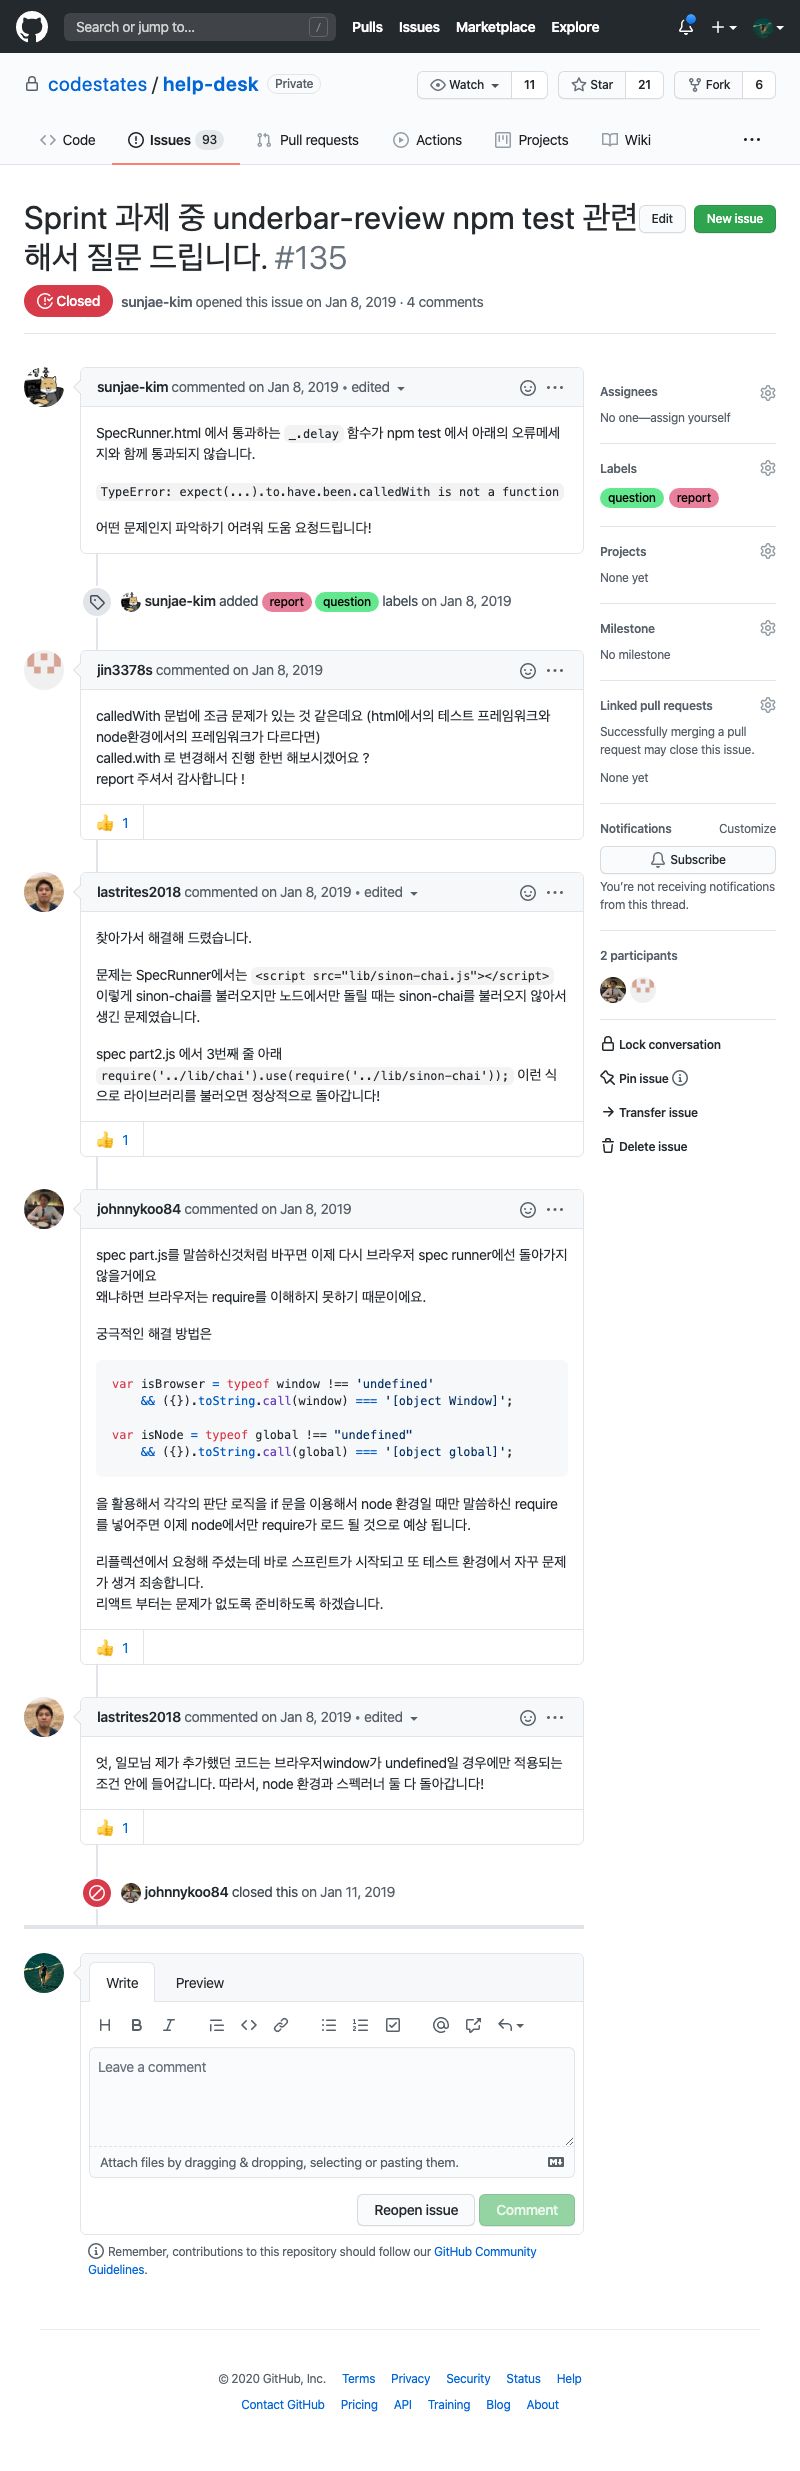 Search or jump to... /
Pulls Issues Marketplace Explore
codestates / help-desk Private
Watch 11 Star 21 Fork 6
Code Issues 93 Pull requests Actions Projects Wiki ...
Sprint 과제 중 underbar-review npm test 관련
해서 질문 드립니다. #135
Edit New issue
Closed sunjae-kim opened this issue on Jan 8, 2019 · 4 comments
sunjae-kim commented on Jan 8, 2019 • edited
SpecRunner.html 에서 통과하는 _.delay 함수가 npm test 에서 아래의 오류메세
지와 함께 통과되지 않습니다.
TypeError: expect(...).to.have.been.calledWith is not a function
어떤 문제인지 파악하기 어려워 도움 요청드립니다!
sunjae-kim added report question labels on Jan 8, 2019
jin3378s commented on Jan 8, 2019
calledWith 문법에 조금 문제가 있는 것 같은데요 (html에서의 테스트 프레임워크와
node환경에서의 프레임워크가 다르다면)
called.with 로 변경해서 진행 한번 해보시겠어요 ?
report 주셔서 감사합니다 !
👍 1
lastrites2018 commented on Jan 8, 2019 • edited
찾아가서 해결해 드렸습니다.
문제는 SpecRunner에서는 <script src="lib/sinon-chai.js"></script>
이렇게 sinon-chai를 불러오지만 노드에서만 돌릴 때는 sinon-chai를 불러오지 않아서
생긴 문제였습니다.
spec part2.js 에서 3번째 줄 아래
require('../lib/chai').use(require('../lib/sinon-chai')); 이런 식
으로 라이브러리를 불러오면 정상적으로 돌아갑니다!
👍 1
johnnykoo84 commented on Jan 8, 2019
spec part.js를 말씀하신것처럼 바꾸면 이제 다시 브라우저 spec runner에선 돌아가지
않을거에요
왜냐하면 브라우저는 require를 이해하지 못하기 때문이에요.
궁극적인 해결 방법은
var isBrowser = typeof window !== 'undefined'
&& ({}).toString.call(window) === '[object Window]';
var isNode = typeof global !== "undefined"
&& ({}).toString.call(global) === '[object global]';
을 활용해서 각각의 판단 로직을 if 문을 이용해서 node 환경일 때만 말씀하신 require
를 넣어주면 이제 node에서만 require가 로드 될 것으로 예상 됩니다.
리플렉션에서 요청해 주셨는데 바로 스프린트가 시작되고 또 테스트 환경에서 자꾸 문제
가 생겨 죄송합니다.
리액트 부터는 문제가 없도록 준비하도록 하겠습니다.
👍 1
lastrites2018 commented on Jan 8, 2019 • edited
엇, 일모님 제가 추가했던 코드는 브라우저window가 undefined일 경우에만 적용되는
조건 안에 들어갑니다. 따라서, node 환경과 스펙러너 둘 다 돌아갑니다!
👍 1
johnnykoo84 closed this on Jan 11, 2019
Write Preview
H B I
Leave a comment
Attach files by dragging & dropping, selecting or pasting them.
Reopen issue Comment
Remember, contributions to this repository should follow our GitHub Community
Guidelines.
Assignees
No one—assign yourself
Labels
question report
Projects
None yet
Milestone
No milestone
Linked pull requests
Successfully merging a pull
request may close this issue.
None yet
Notifications Customize
Subscribe
You're not receiving notifications
from this thread.
2 participants
Lock conversation
Pin issue
Transfer issue
Delete issue
© 2020 GitHub, Inc. Terms Privacy Security Status Help
Contact GitHub Pricing API Training Blog About